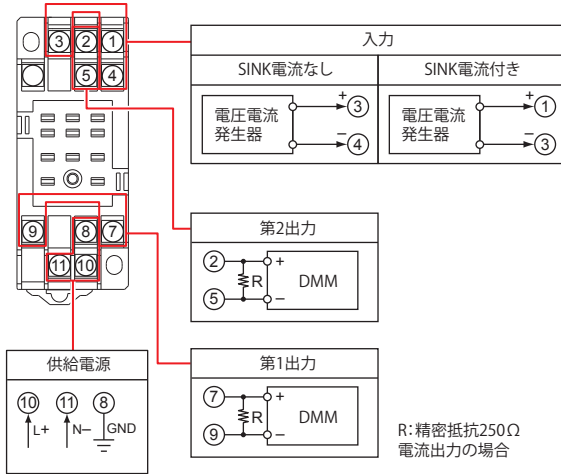 ③ ② ①
⑤ ④
⑨ ⑧ ⑦
⑪ ⑩
入力
SINK電流なし SINK電流付き
電圧電流
発生器
+ ③
− ④
電圧電流
発生器
+ ①
− ③
第2出力
② +
R DMM
⑤ −
第1出力
⑦ +
R DMM
⑨ −
供給電源
⑩ ⑪ ⑧
L+ N− GND
R:精密抵抗250Ω
電流出力の場合